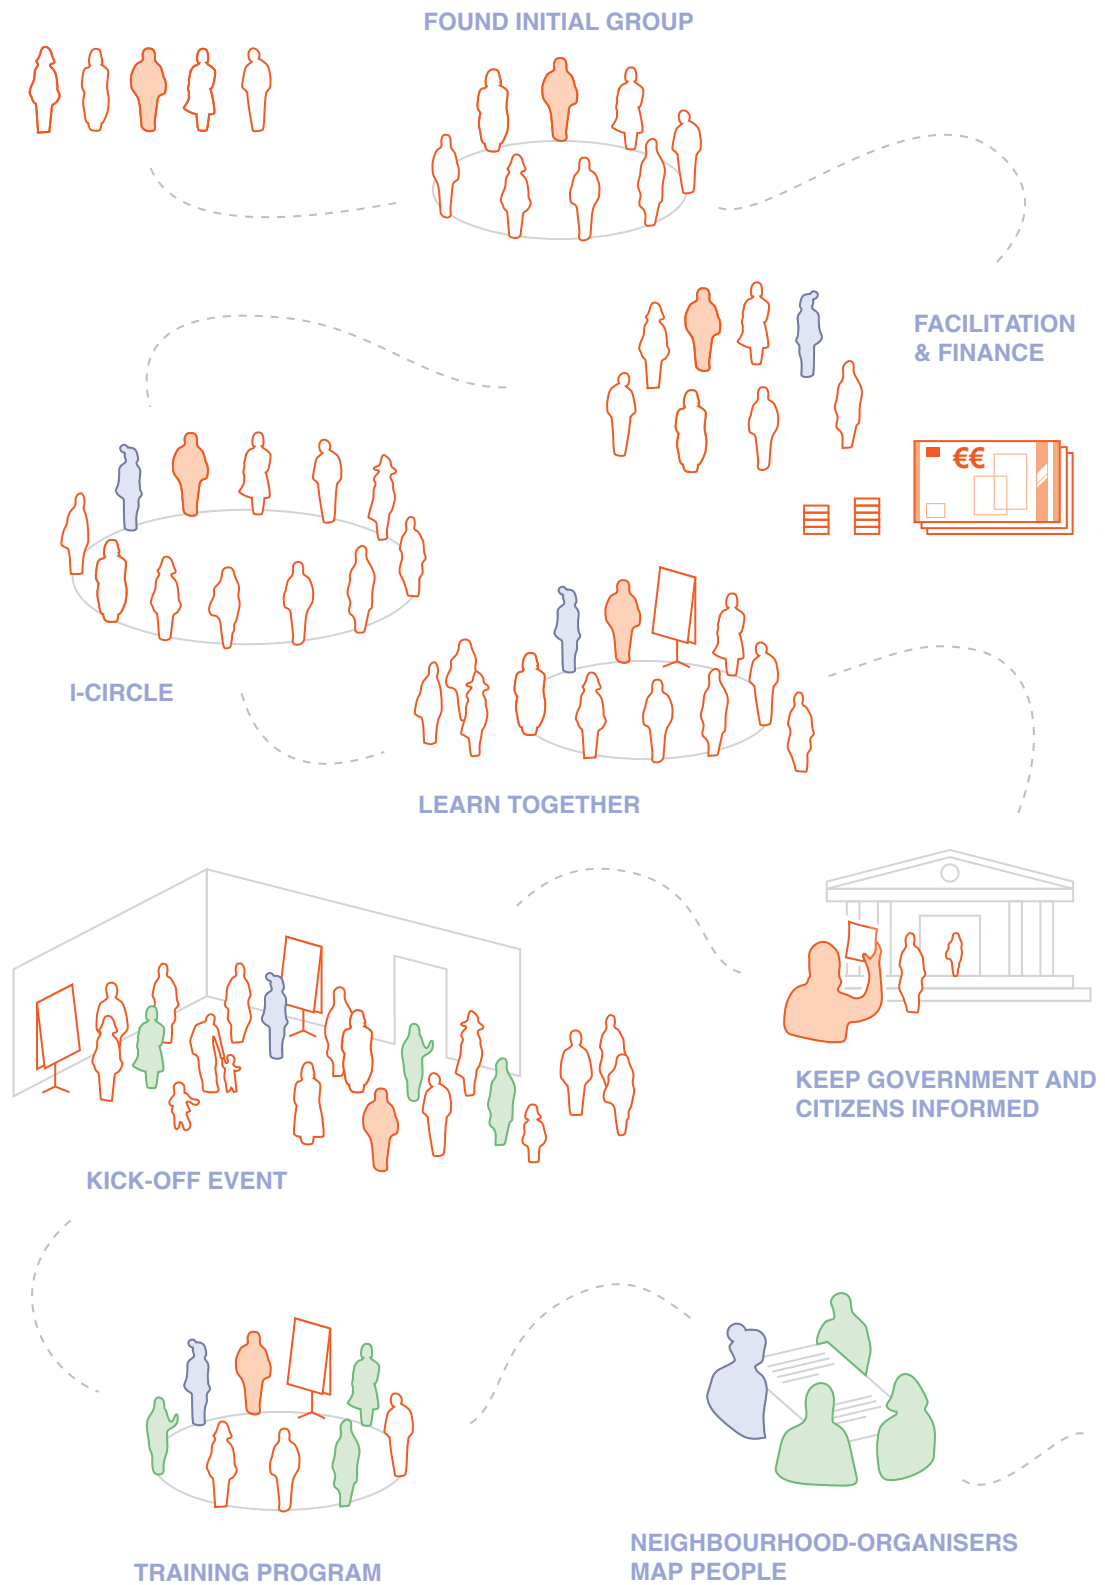 FOUND INITIAL GROUP
FACILITATION
& FINANCE
€€
I-CIRCLE
LEARN TOGETHER
KEEP GOVERNMENT AND
CITIZENS INFORMED
KICK-OFF EVENT
TRAINING PROGRAM
NEIGHBOURHOOD-ORGANISERS
MAP PEOPLE